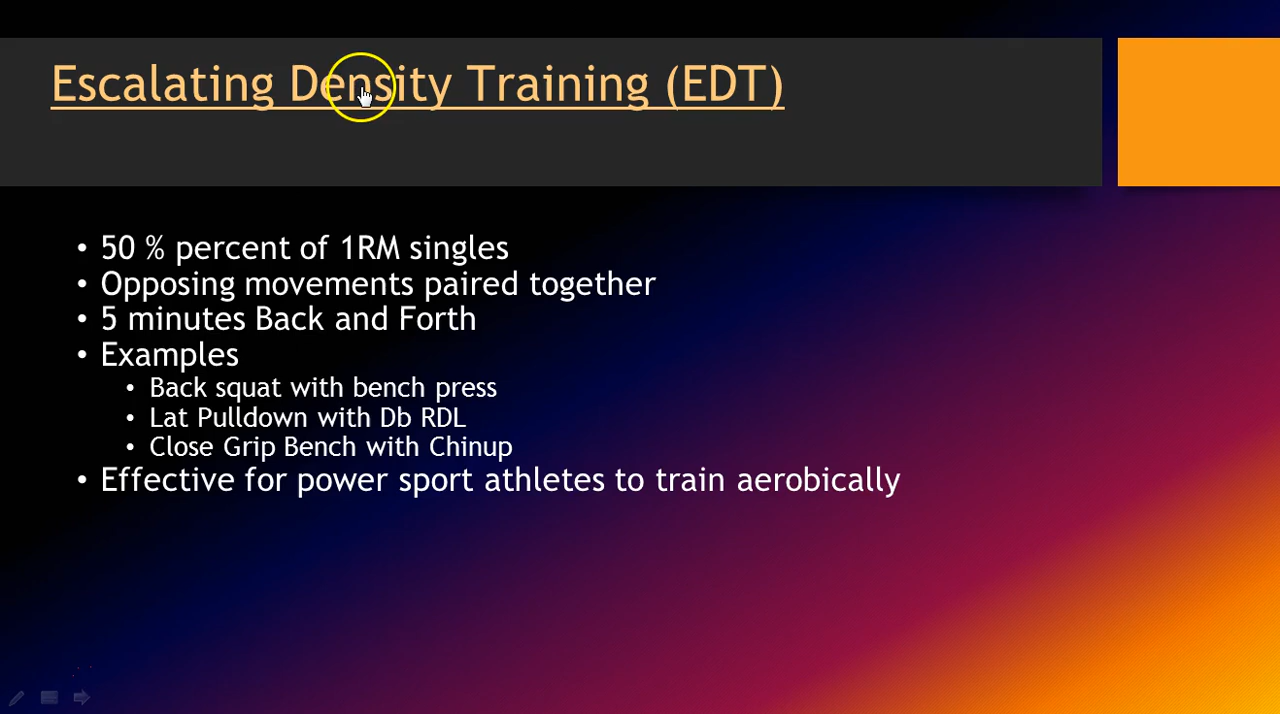 Escalating Density Training (EDT)
• 50 % percent of 1RM singles
• Opposing movements paired together
• 5 minutes Back and Forth
• Examples
• Back squat with bench press
• Lat Pulldown with Db RDL
• Close Grip Bench with Chinup
• Effective for power sport athletes to train aerobically